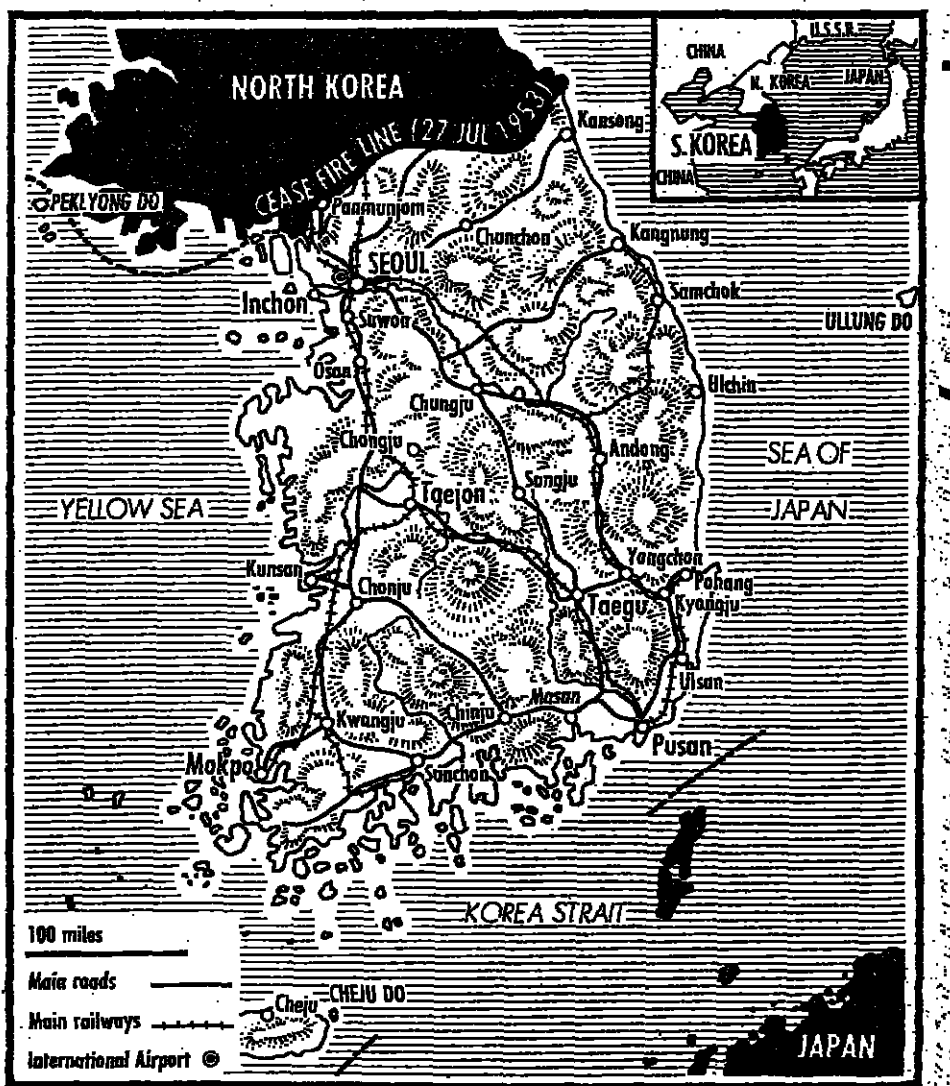 NORTH KOREA
CEASE FIRE LINE (27 JUL 1953)
CHINA
U.S.S.R.
N. KOREA
JAPAN
S. KOREA
CHINA
Kansong
PEKLYONG DO
Panmunjom
Chunchon
Kangnung
SEOUL
Inchon
Samchok
ULLUNG DO
Suwon
Osan
Ulchin
Chungju
Chongju
Andong
SEA OF
JAPAN
Taejon
Songju
YELLOW SEA
Yongchon
Pohang
Kunsan
Chonju
Taegu
Kyongju
Ulsan
Masan
Chinju
Kwangju
Pusan
Mokpo
Sonchon
KOREA STRAIT
100 miles
Main roads
Main railways
International Airport
Cheju
CHEJU DO
JAPAN